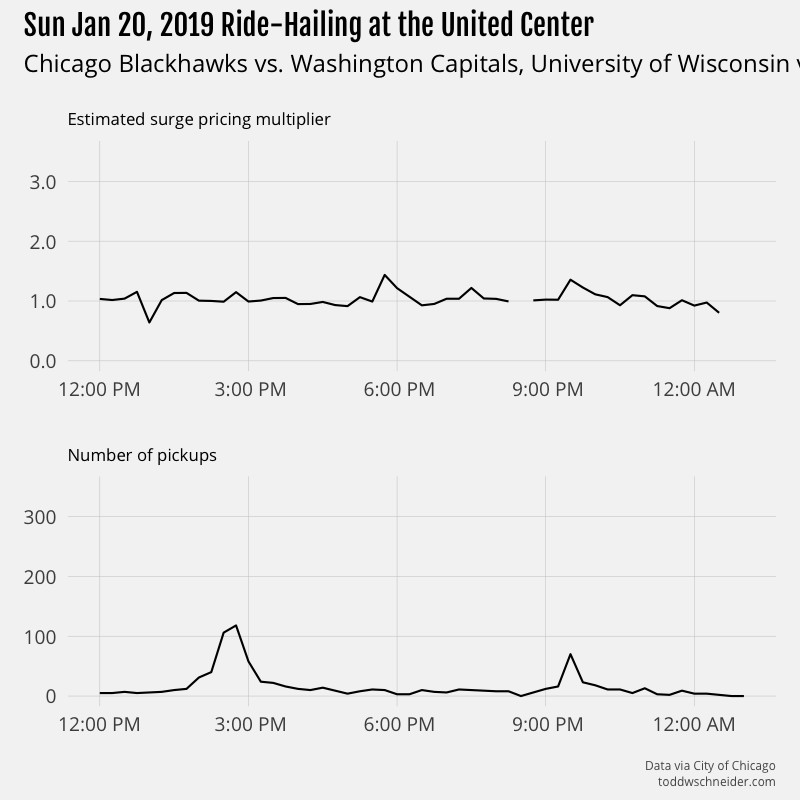 Sun Jan 20, 2019 Ride-Hailing at the United Center
Chicago Blackhawks vs. Washington Capitals, University of Wisconsin
Estimated surge pricing multiplier
3.0
2.0
1.0
0.0
12:00 PM 3:00 PM 6:00 PM 9:00 PM 12:00 AM
Number of pickups
300
200
100
0
12:00 PM 3:00 PM 6:00 PM 9:00 PM 12:00 AM
Data via City of Chicago
toddwschneider.com